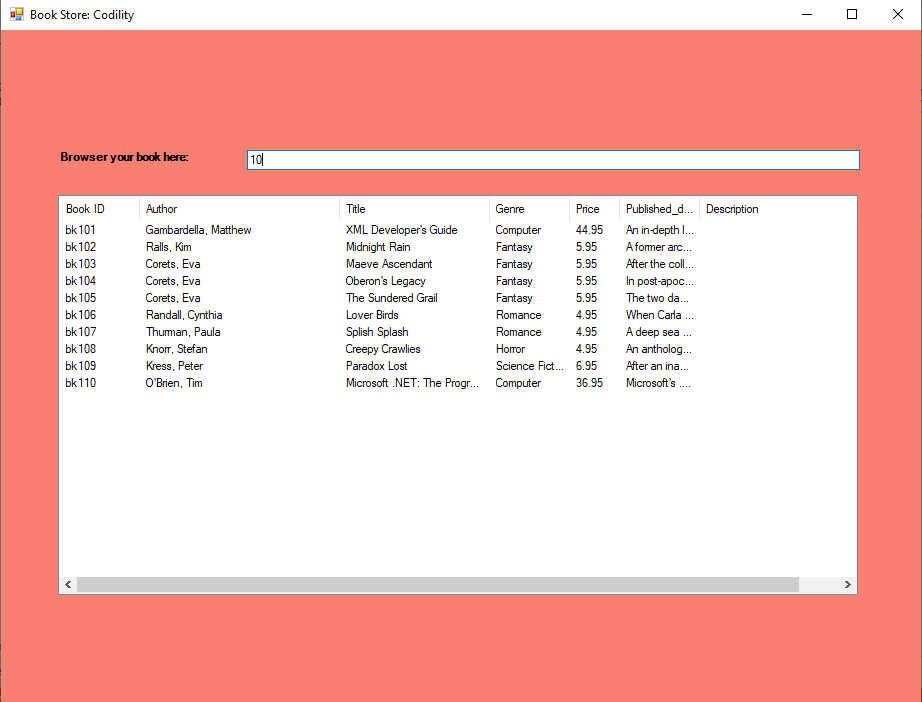 Book Store: Codility
Browser your book here: 10
Book ID Author Title Genre Price Published_d... Description
bk101 Gambardella, Matthew XML Developer's Guide Computer 44.95 An in-depth l...
bk102 Ralls, Kim Midnight Rain Fantasy 5.95 A former arc...
bk103 Corets, Eva Maeve Ascendant Fantasy 5.95 After the coll...
bk104 Corets, Eva Oberon's Legacy Fantasy 5.95 In post-apoc...
bk105 Corets, Eva The Sundered Grail Fantasy 5.95 The two da...
bk106 Randall, Cynthia Lover Birds Romance 4.95 When Carla ...
bk107 Thurman, Paula Splish Splash Romance 4.95 A deep sea ...
bk108 Knorr, Stefan Creepy Crawlies Horror 4.95 An antholog...
bk109 Kress, Peter Paradox Lost Science Fict... 6.95 After an ina...
bk110 O'Brien, Tim Microsoft .NET: The Progr... Computer 36.95 Microsoft's ....